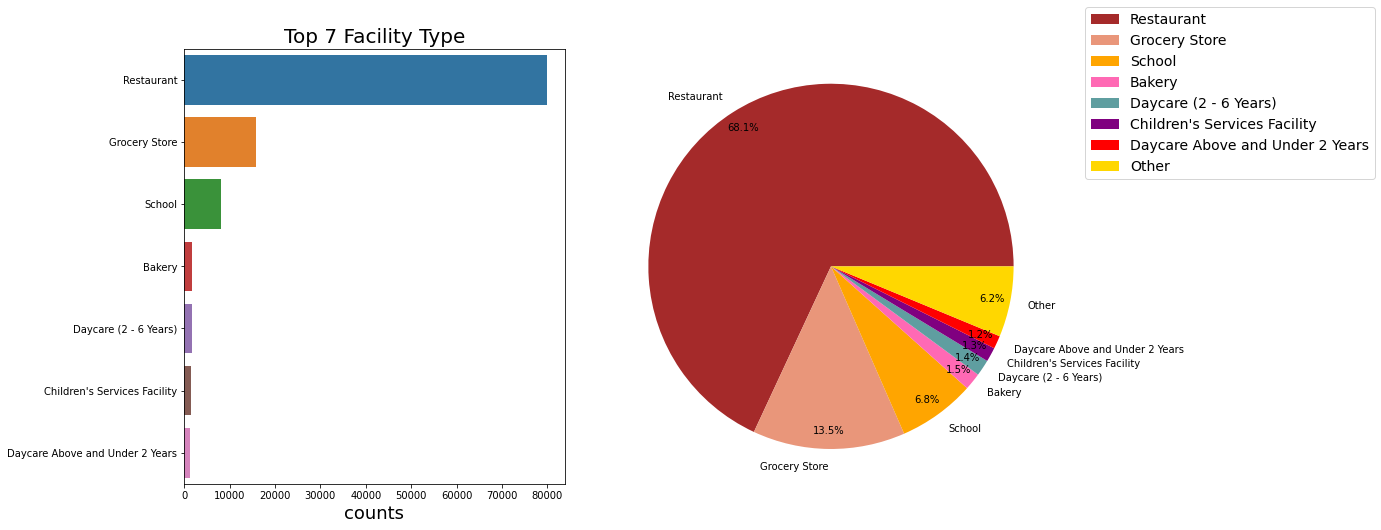 Top 7 Facility Type
Restaurant
Grocery Store
School
Bakery
Daycare (2 - 6 Years)
Children's Services Facility
Daycare Above and Under 2 Years
0 10000 20000 30000 40000 50000 60000 70000 80000
counts
Restaurant
68.1%
6.2%
Other
1.2%
1.3%
Daycare Above and Under 2 Years
1.4%
Children's Services Facility
1.5%
Daycare (2 - 6 Years)
Bakery
6.8%
School
13.5%
Grocery Store
Restaurant
Grocery Store
School
Bakery
Daycare (2 - 6 Years)
Children's Services Facility
Daycare Above and Under 2 Years
Other